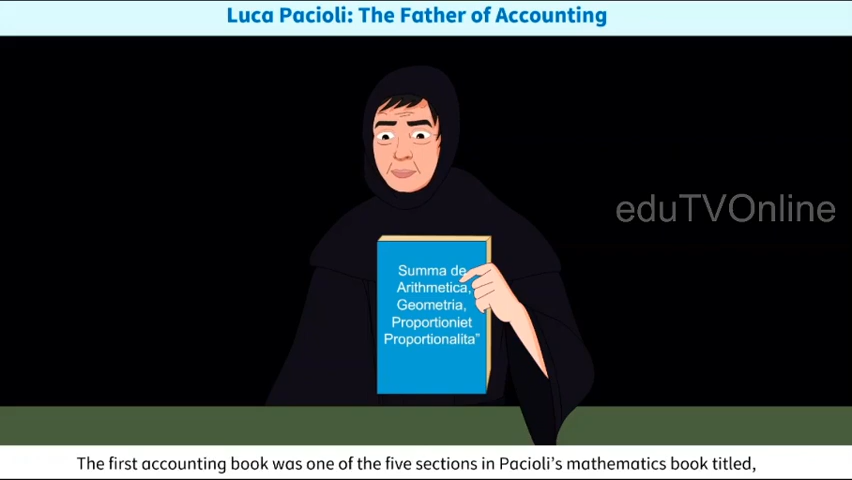 Luca Pacioli: The Father of Accounting
eduTVOnline
Summa de
Arithmetica,
Geometria,
Proportioniet
Proportionalita”
The first accounting book was one of the five sections in Pacioli’s mathematics book titled,